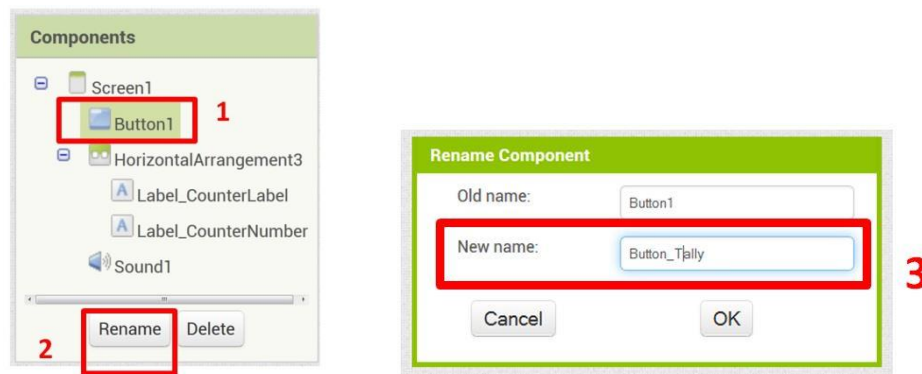 Components
Screen1
Button1
1
HorizontalArrangement3
Label_CounterLabel
Label_CounterNumber
Sound1
Rename Delete
2
Rename Component
Old name: Button1
New name: Button_Tally
3
Cancel OK